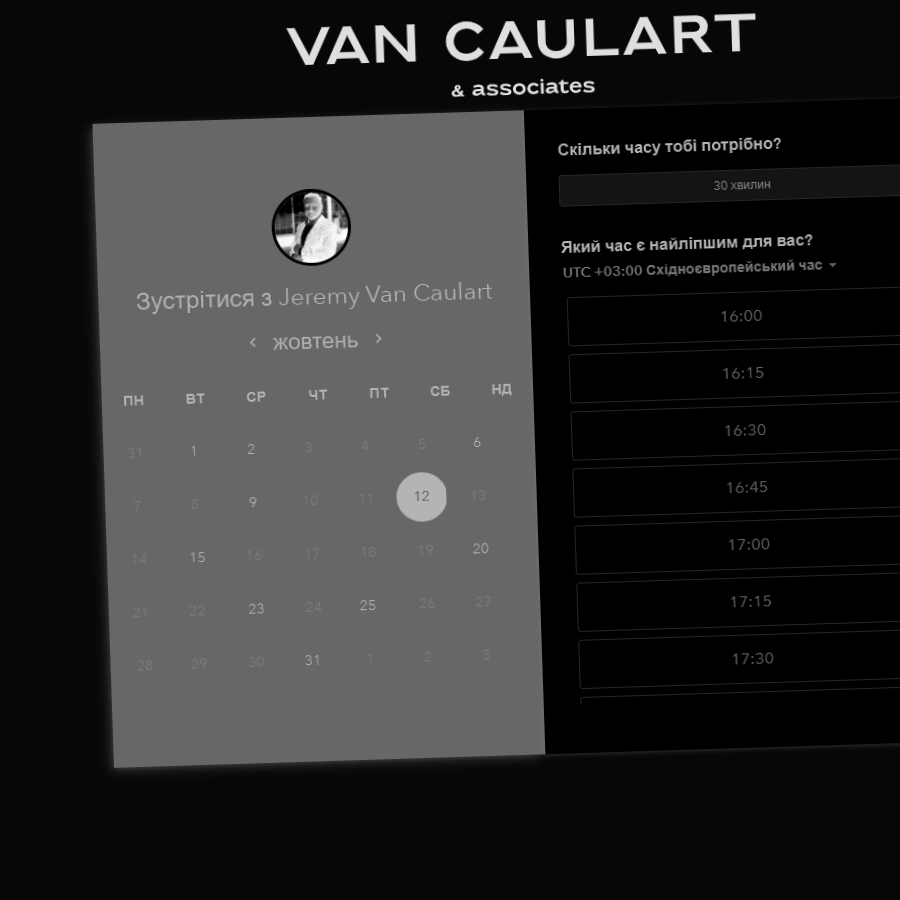 VAN CAULART
& associates
Зустрітися з Jeremy Van Caulart
жовтень
ПН ВТ СР ЧТ ПТ СБ НД
31 1 2 3 4 5 6
7 8 9 10 11 12 13
14 15 16 17 18 19 20
21 22 23 24 25 26 27
28 29 30 31 1 2 3
Скільки часу тобі потрібно?
30 хвилин
Який час є найліпшим для вас?
UTC +03:00 Східноєвропейський час
16:00
16:15
16:30
16:45
17:00
17:15
17:30